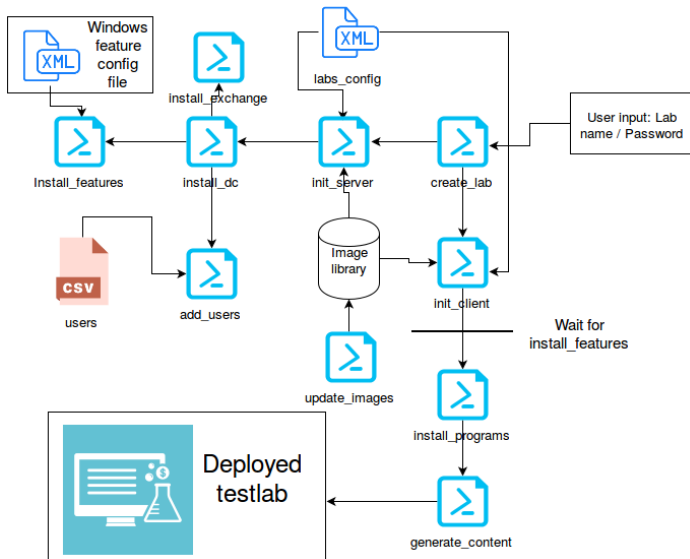 Windows
feature
config
file
XML
XML
labs_config
install_exchange
User input: Lab
name / Password
Install_features
install_dc
init_server
create_lab
Image
library
CSV
users
add_users
init_client
Wait for
install_features
update_images
install_programs
Deployed
testlab
generate_content